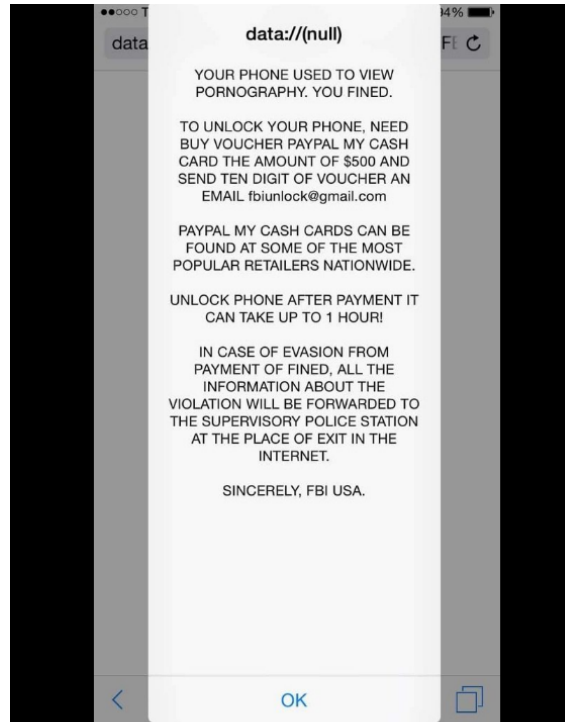 T
94%
data
FE
data://(null)
YOUR PHONE USED TO VIEW
PORNOGRAPHY. YOU FINED.
TO UNLOCK YOUR PHONE, NEED
BUY VOUCHER PAYPAL MY CASH
CARD THE AMOUNT OF $500 AND
SEND TEN DIGIT OF VOUCHER AN
EMAIL fbiunlock@gmail.com
PAYPAL MY CASH CARDS CAN BE
FOUND AT SOME OF THE MOST
POPULAR RETAILERS NATIONWIDE.
UNLOCK PHONE AFTER PAYMENT IT
CAN TAKE UP TO 1 HOUR!
IN CASE OF EVASION FROM
PAYMENT OF FINED, ALL THE
INFORMATION ABOUT THE
VIOLATION WILL BE FORWARDED TO
THE SUPERVISORY POLICE STATION
AT THE PLACE OF EXIT IN THE
INTERNET.
SINCERELY, FBI USA.
OK